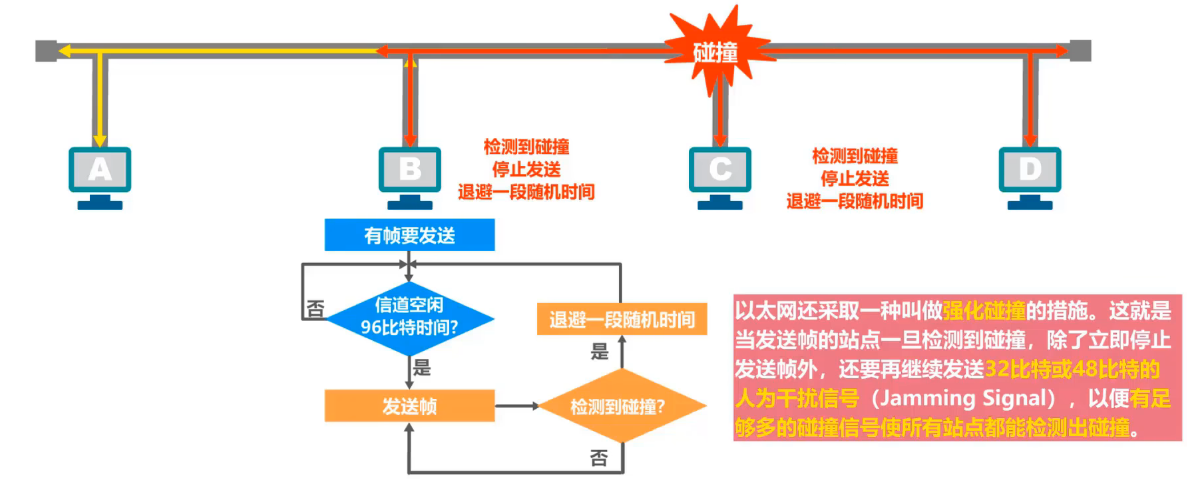 碰撞
A
B
C
D
检测到碰撞
停止发送
退避一段随机时间
检测到碰撞
停止发送
退避一段随机时间
有帧要发送
信道空闲
96比特时间?
否
是
发送帧
检测到碰撞?
是
退避一段随机时间
否
以太网还采取一种叫做强化碰撞的措施。这就是
当发送帧的站点一旦检测到碰撞，除了立即停止
发送帧外，还要再继续发送32比特或48比特的
人为干扰信号（Jamming Signal），以便有足
够多的碰撞信号使所有站点都能检测出碰撞。